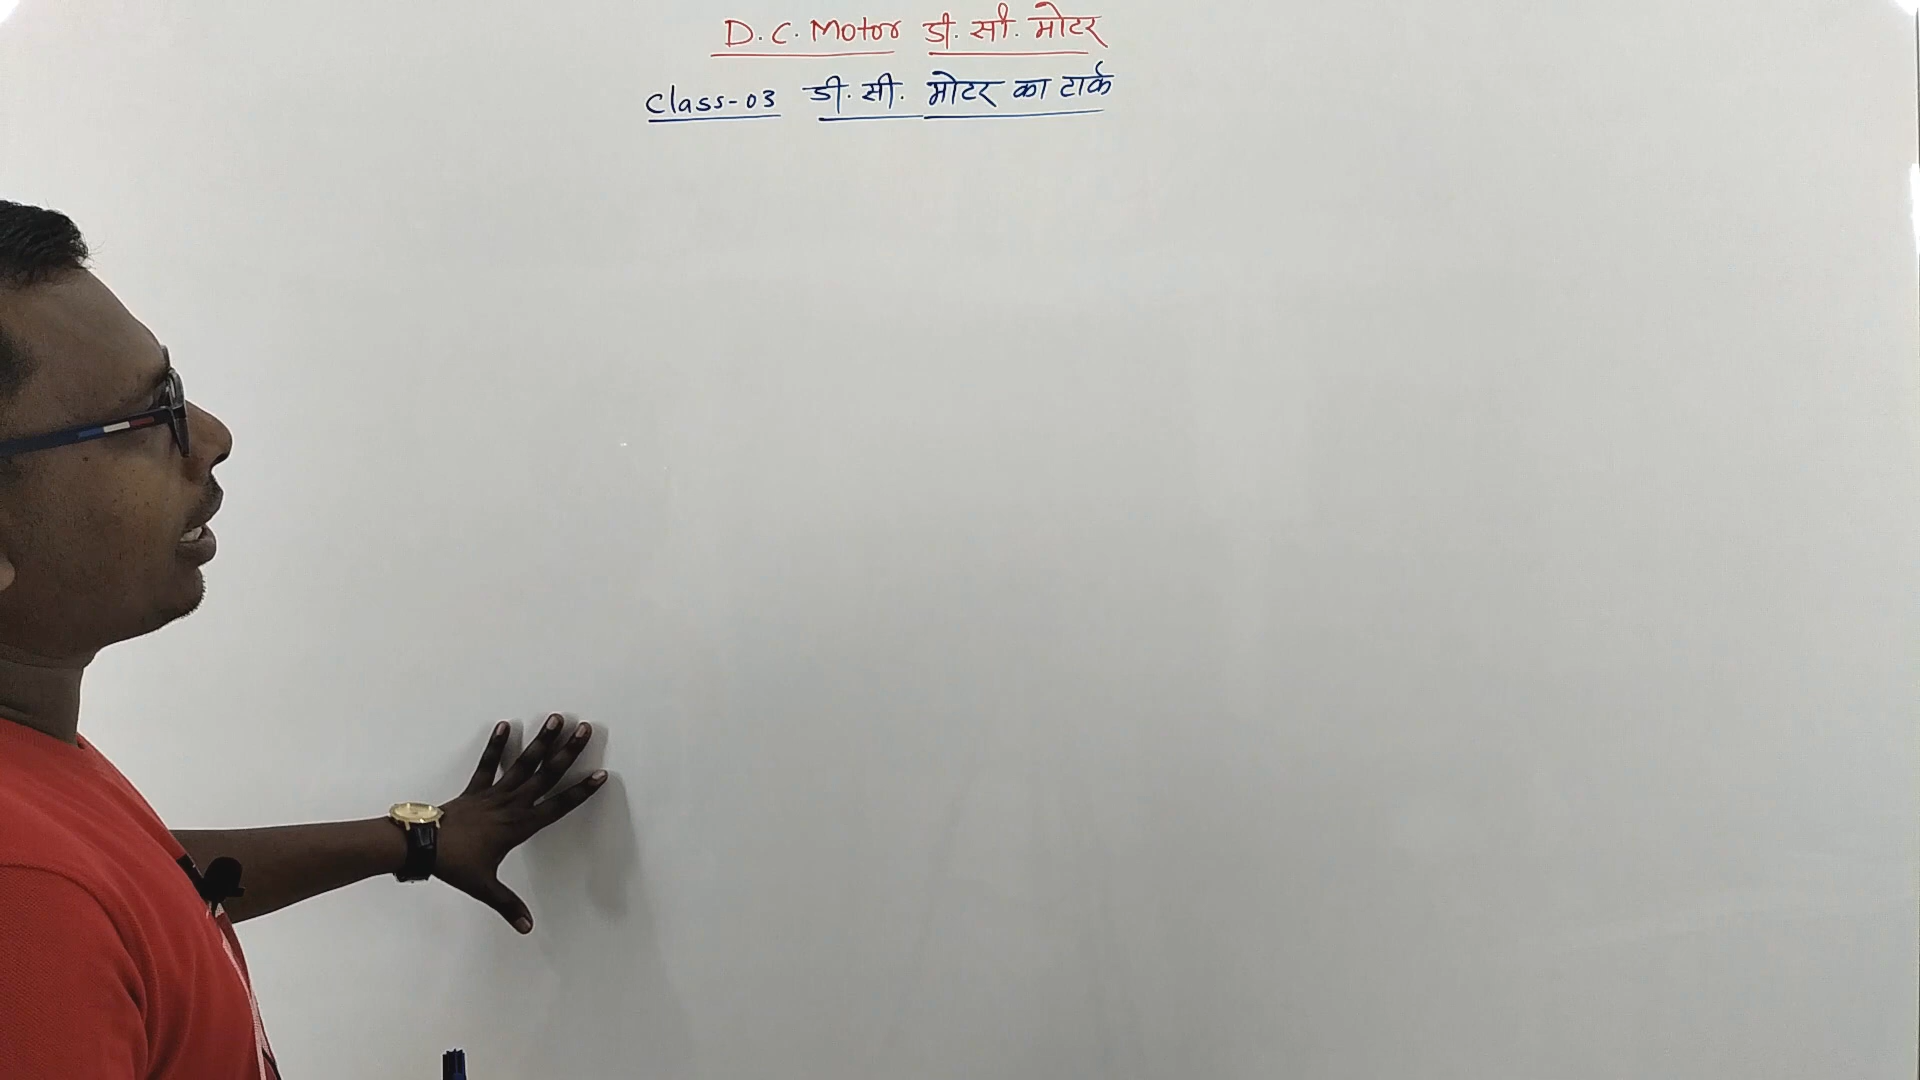 D.C. Motor डी. सी. मोटर
Class-03 डी. सी. मोटर का टार्क